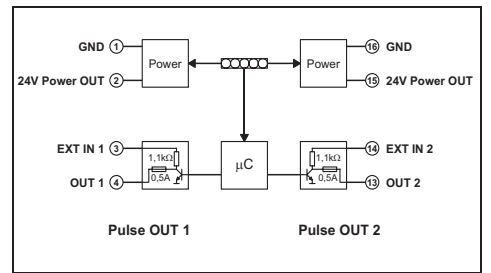 GND 1 Power Power 16 GND
24V Power OUT 2 15 24V Power OUT
EXT IN 1 3 1,1kΩ µC 1,1kΩ 14 EXT IN 2
OUT 1 4 0,5A 0,5A 13 OUT 2
Pulse OUT 1 Pulse OUT 2